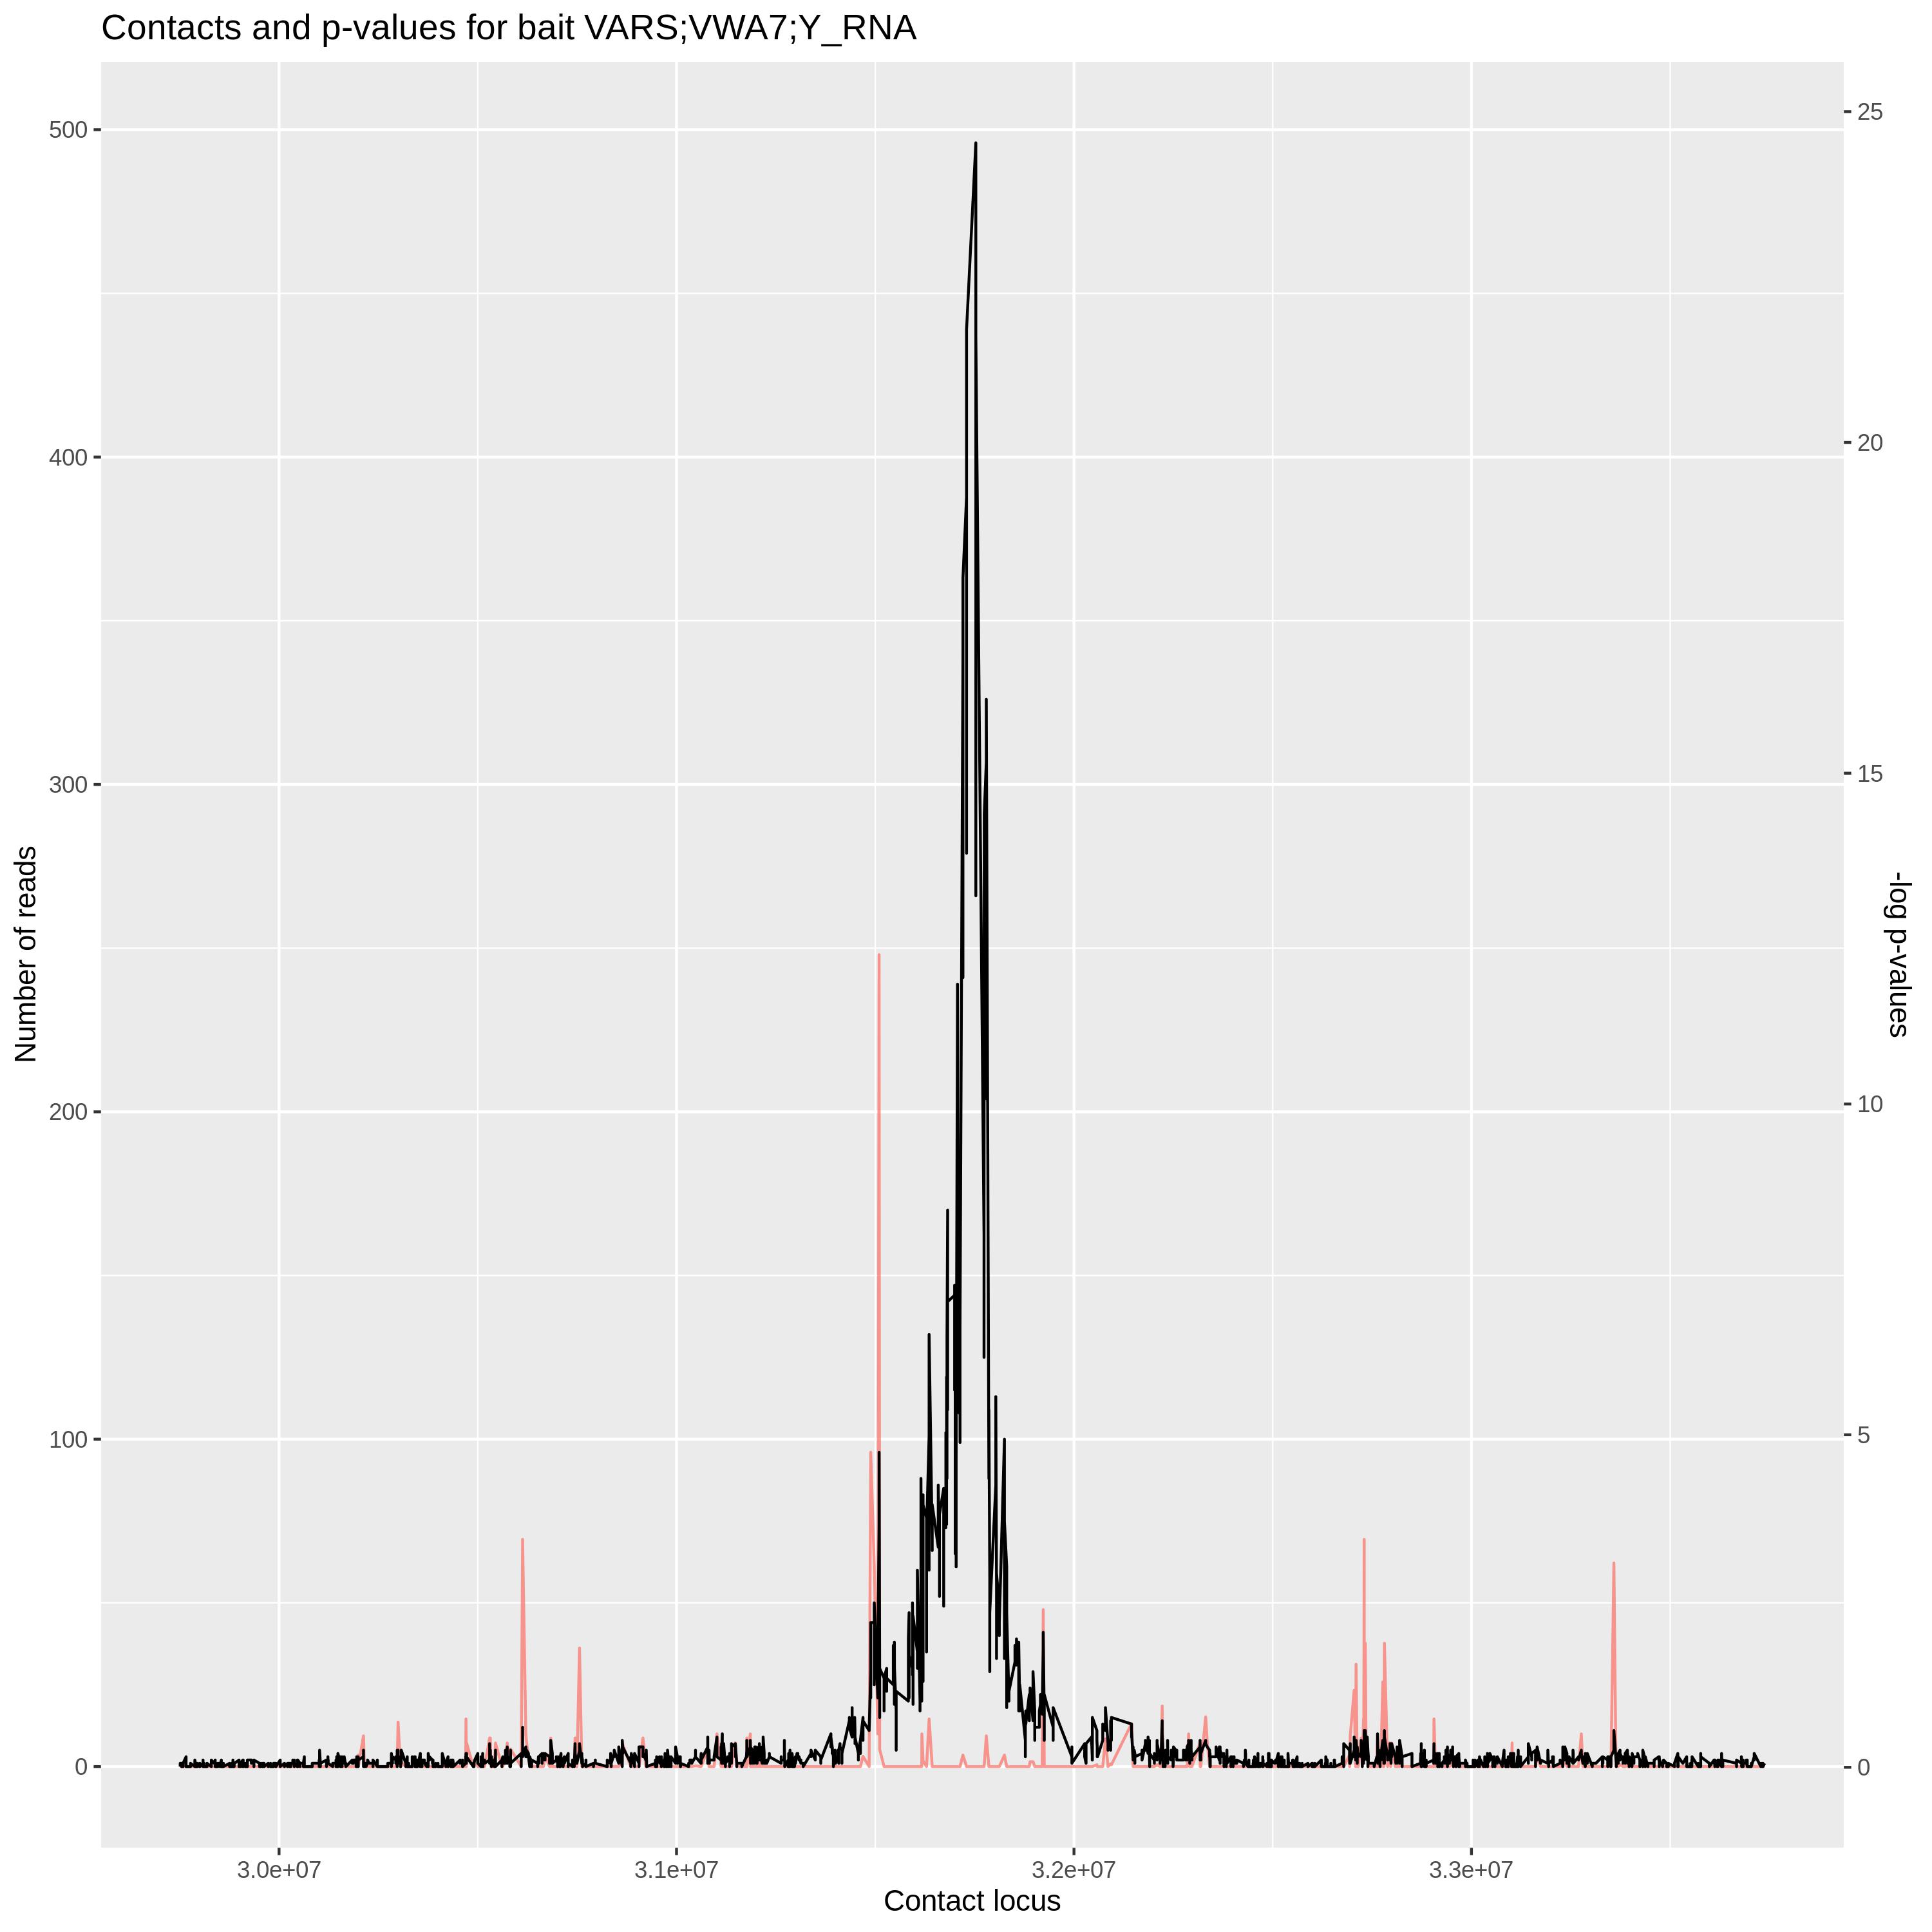 Contacts and p-values for bait VARS;VWA7;Y_RNA
500
400
300
200
100
0
Number of reads
25
20
15
10
5
0
-log p-values
3.0e+07
3.1e+07
3.2e+07
3.3e+07
Contact locus